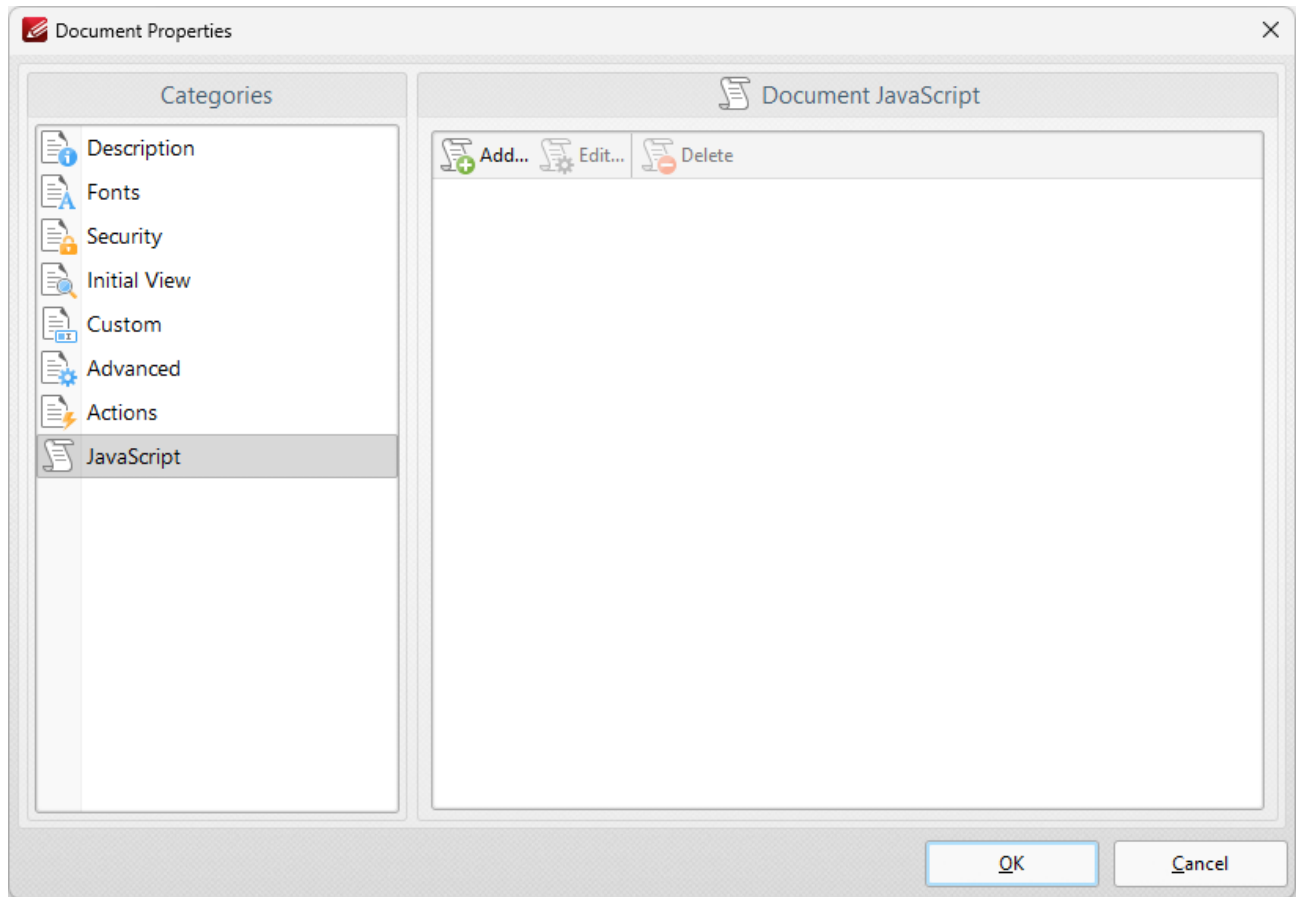 Document Properties
Categories
Description
Fonts
Security
Initial View
Custom
Advanced
Actions
JavaScript
Document JavaScript
Add... Edit... Delete
OK Cancel